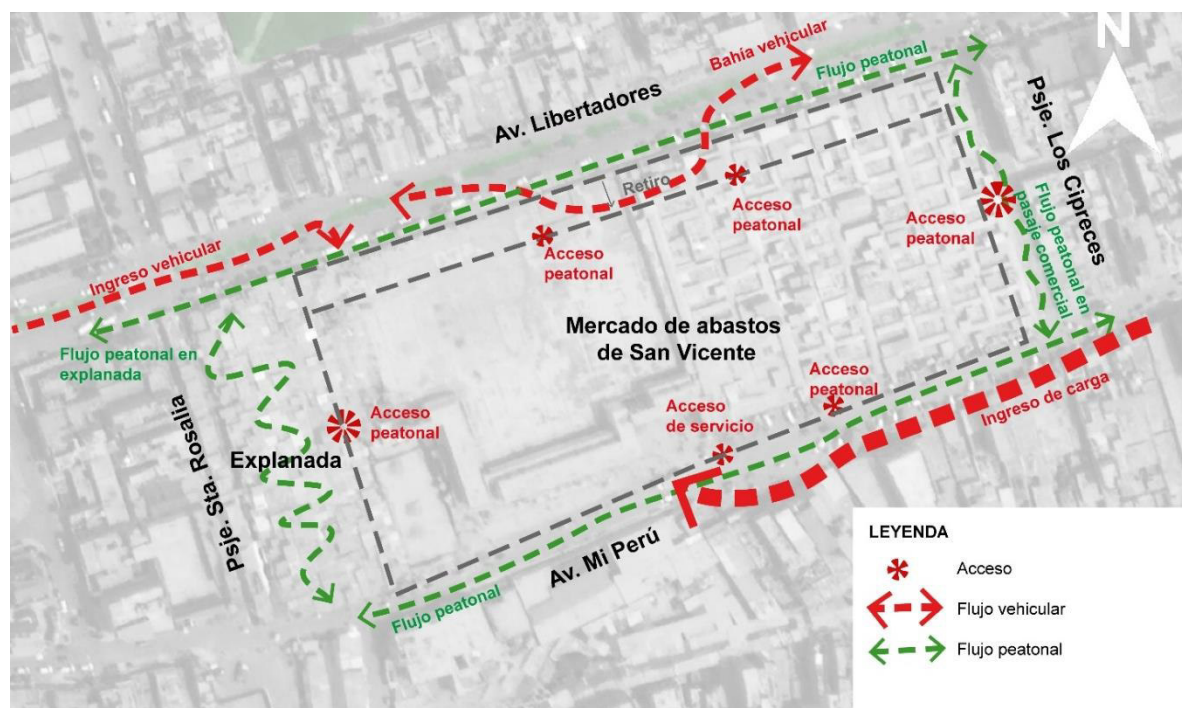 N
Bahía vehicular
Flujo peatonal
Av. Libertadores
Psje. Los Cipreces
Retiro
Ingreso vehicular
Acceso
peatonal
Acceso
peatonal
Acceso
peatonal
Flujo peatonal en
pasaje comercial
Mercado de abastos
de San Vicente
Flujo peatonal en
explanada
Acceso
peatonal
Acceso
peatonal
Acceso
de servicio
Ingreso de carga
Psje. Sta. Rosalia
Explanada
Av. Mi Perú
Flujo peatonal
LEYENDA
Acceso
Flujo vehicular
Flujo peatonal